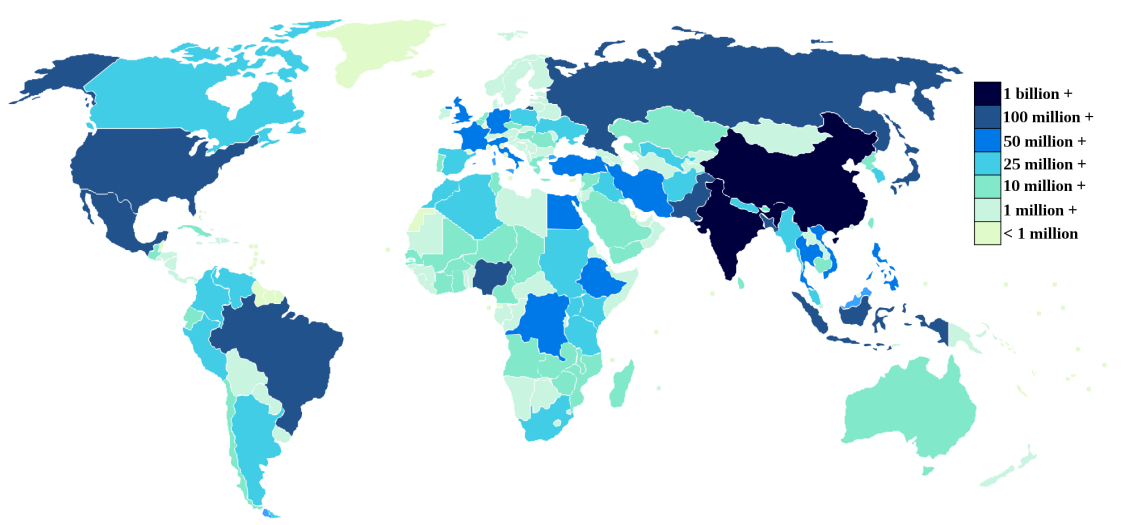 1 billion +
100 million +
50 million +
25 million +
10 million +
1 million +
< 1 million